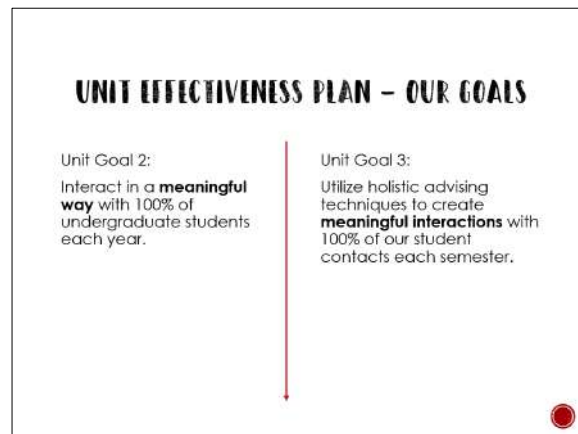 UNIT EFFECTIVENESS PLAN – OUR GOALS
Unit Goal 2:
Interact in a meaningful
way with 100% of
undergraduate students
each year.
Unit Goal 3:
Utilize holistic advising
techniques to create
meaningful interactions with
100% of our student
contacts each semester.